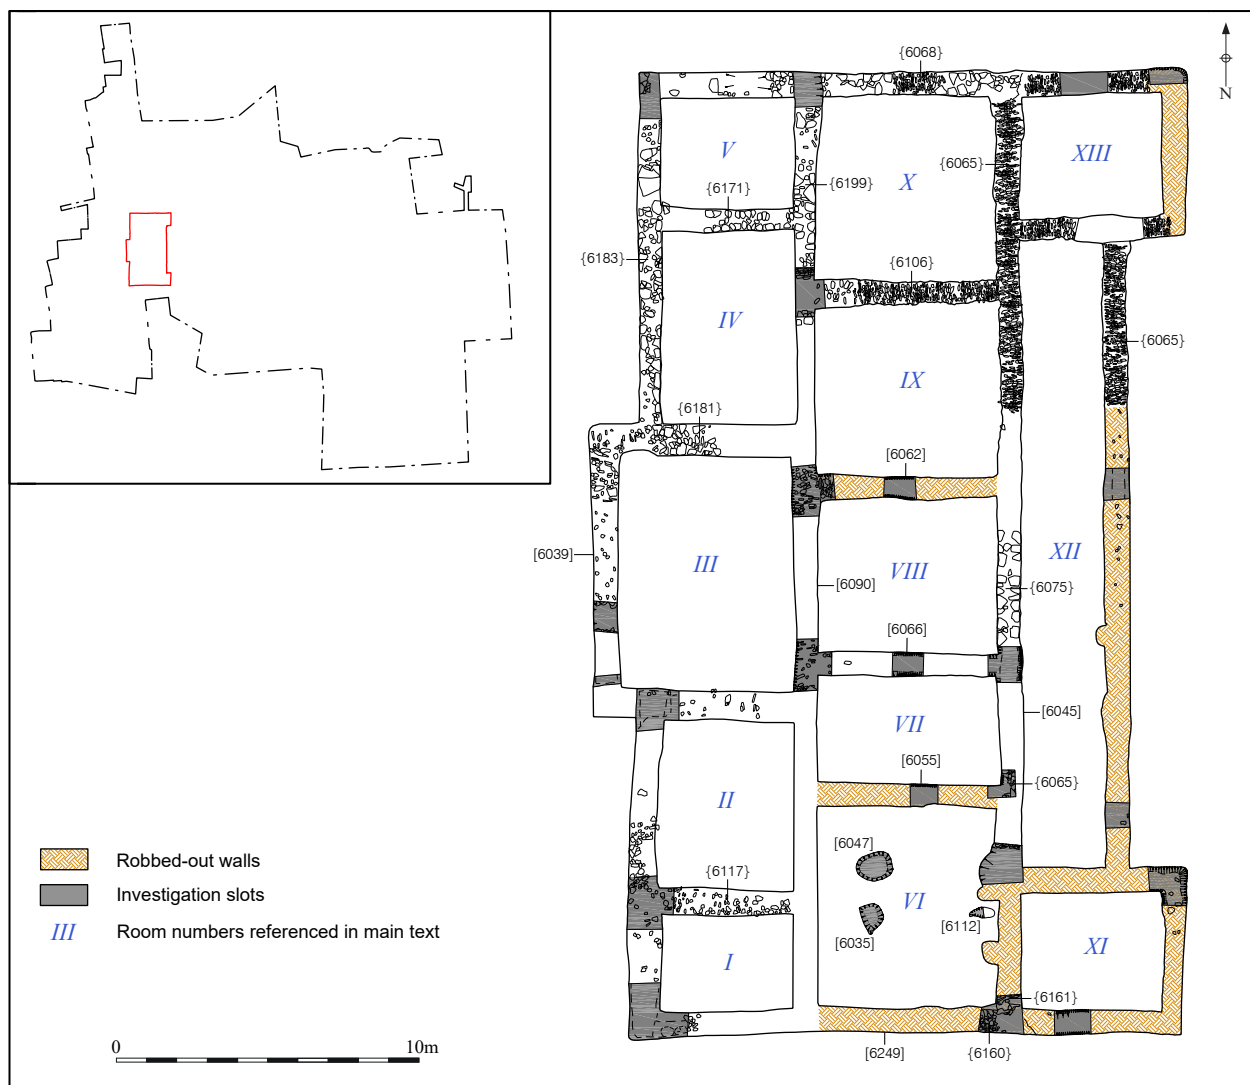 {6068}
N
V
{6171}
{6199}
X
{6065}
XIII
{6183}
{6106}
IV
IX
{6065}
{6181}
[6062]
[6039]
III
[6090]
VIII
XII
{6075}
[6066]
[6045]
VII
[6055]
{6065}
II
[6047]
{6117}
VI
[6035]
[6112]
I
XI
{6161}
[6249]
{6160}
Robbed-out walls
Investigation slots
III Room numbers referenced in main text
0 10m